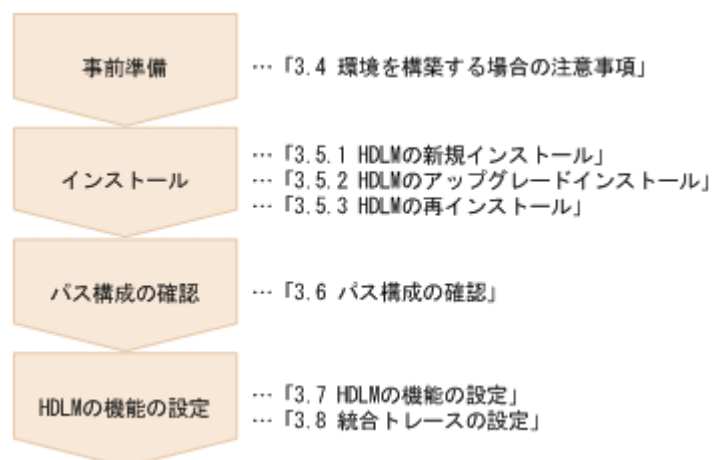 事前準備
…「3.4 環境を構築する場合の注意事項」
インストール
…「3.5.1 HDLMの新規インストール」
…「3.5.2 HDLMのアップグレードインストール」
…「3.5.3 HDLMの再インストール」
パス構成の確認
…「3.6 パス構成の確認」
HDLMの機能の設定
…「3.7 HDLMの機能の設定」
…「3.8 統合トレースの設定」